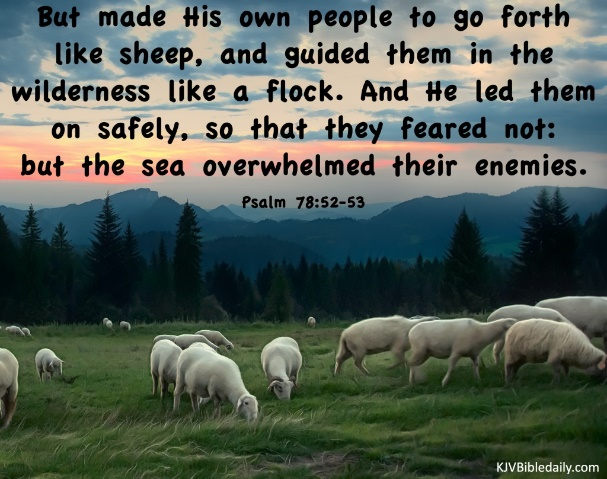 But made His own people to go forth
like sheep, and guided them in the
wilderness like a flock. And He led them
on safely, so that they feared not:
but the sea overwhelmed their enemies.
Psalm 78:52-53
KJVBibledaily.com